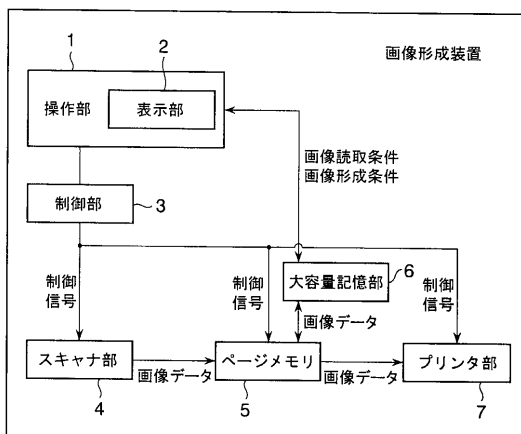 画像形成装置
1
2
操作部
表示部
画像読取条件
画像形成条件
制御部
3
制御
信号
制御
信号
大容量記憶部
6
制御
信号
画像データ
スキャナ部
画像データ
ページメモリ
画像データ
プリンタ部
4
5
7